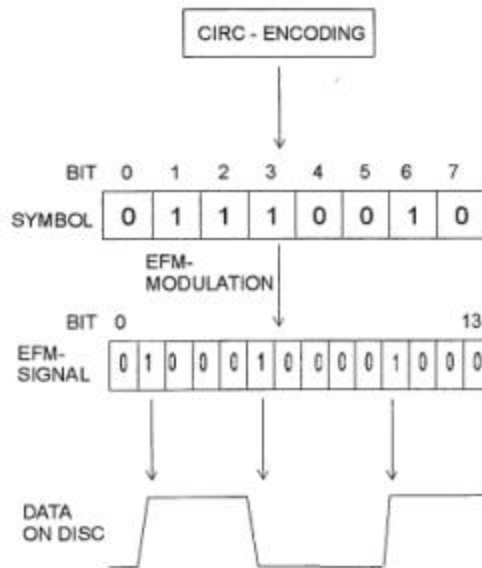 CIRC - ENCODING
BIT 0 1 2 3 4 5 6 7
SYMBOL 0 1 1 1 0 0 1 0
EFM-
MODULATION
BIT 0 13
EFM-
SIGNAL 0 1 0 0 0 1 0 0 0 0 1 0 0 0
DATA
ON DISC